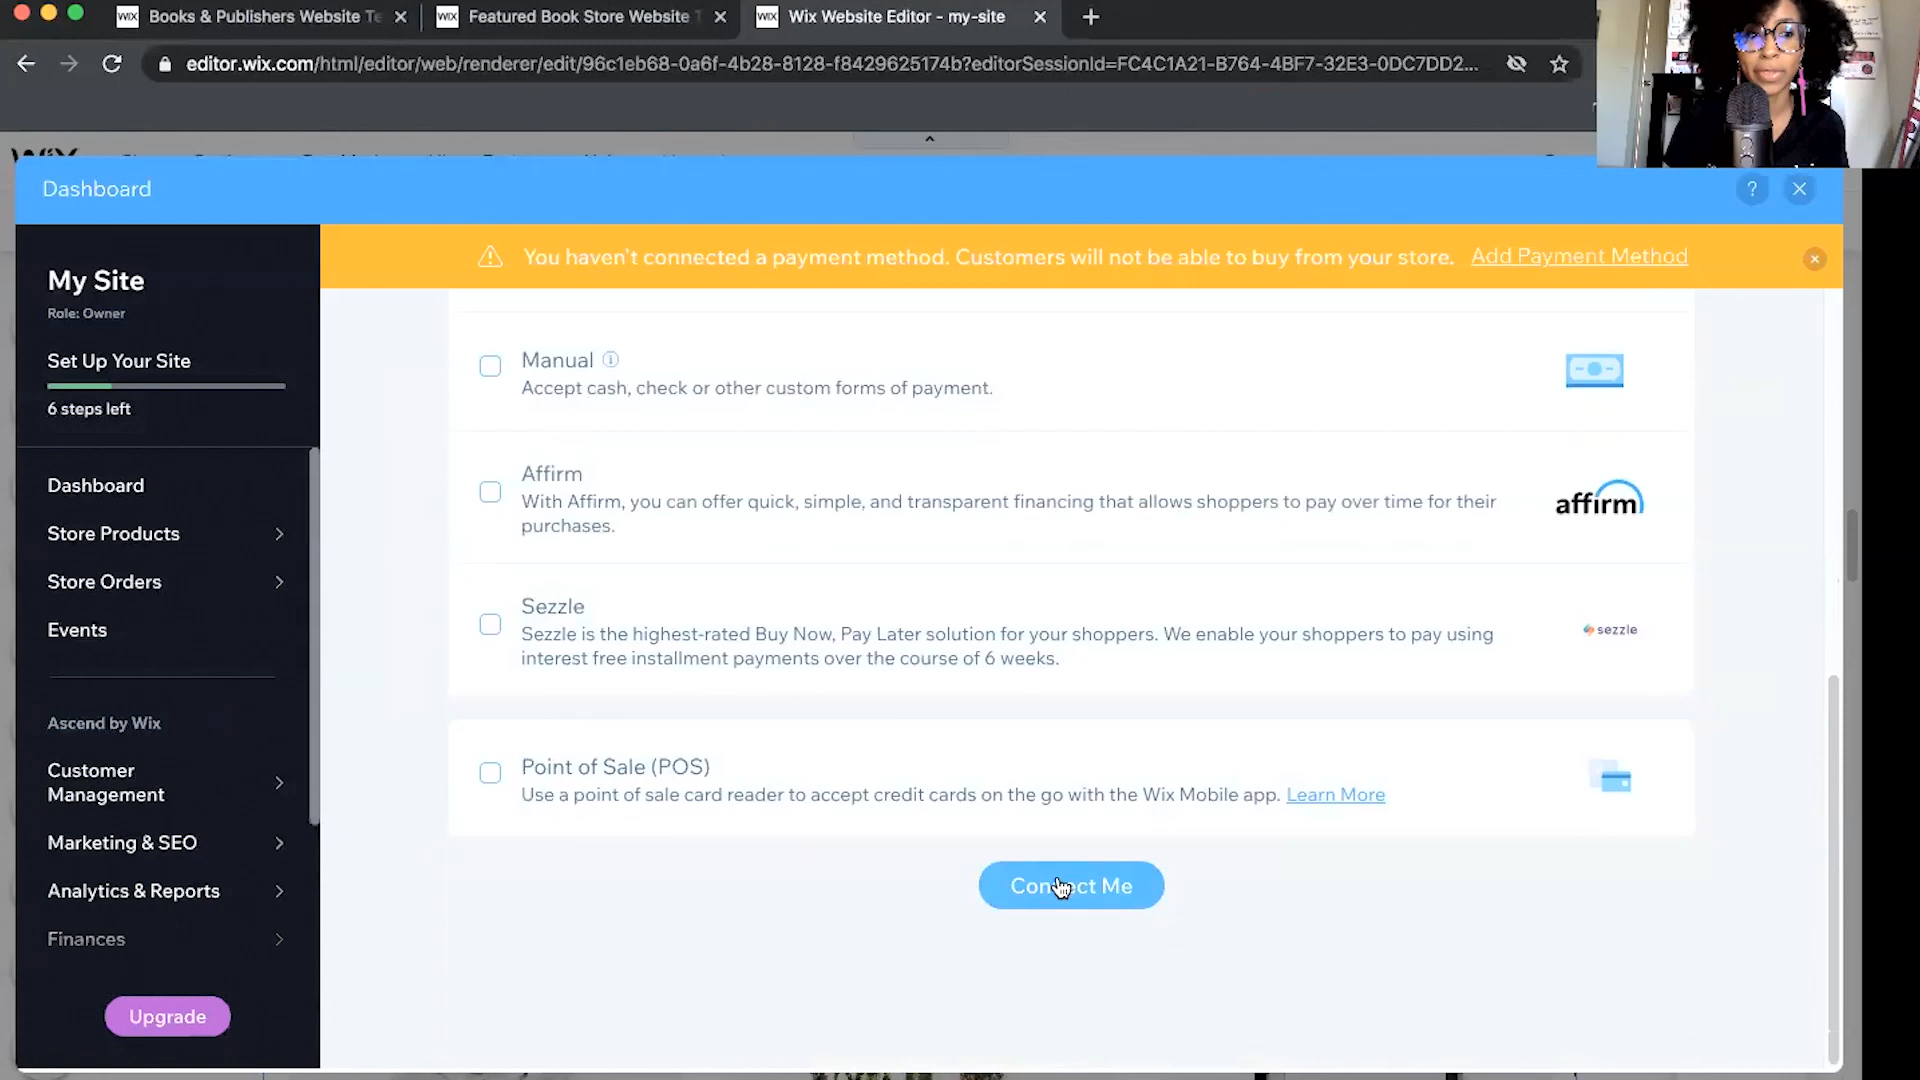 WIX Books & Publishers Website Te
WIX Featured Book Store Website T
WIX Wix Website Editor - my-site
editor.wix.com/html/editor/web/renderer/edit/96c1eb68-0a6f-4b28-8128-f8429625174b?editorSessionId=FC4C1A21-B764-4BF7-32E3-0DC7DD2...
Dashboard
?
You haven't connected a payment method. Customers will not be able to buy from your store. Add Payment Method
My Site
Role: Owner
Set Up Your Site
6 steps left
Dashboard
Store Products
Store Orders
Events
Ascend by Wix
Customer
Management
Marketing & SEO
Analytics & Reports
Finances
Upgrade
Manual
Accept cash, check or other custom forms of payment.
Affirm
With Affirm, you can offer quick, simple, and transparent financing that allows shoppers to pay over time for their
purchases.
affirm
Sezzle
Sezzle is the highest-rated Buy Now, Pay Later solution for your shoppers. We enable your shoppers to pay using
interest free installment payments over the course of 6 weeks.
sezzle
Point of Sale (POS)
Use a point of sale card reader to accept credit cards on the go with the Wix Mobile app. Learn More
Connect Me